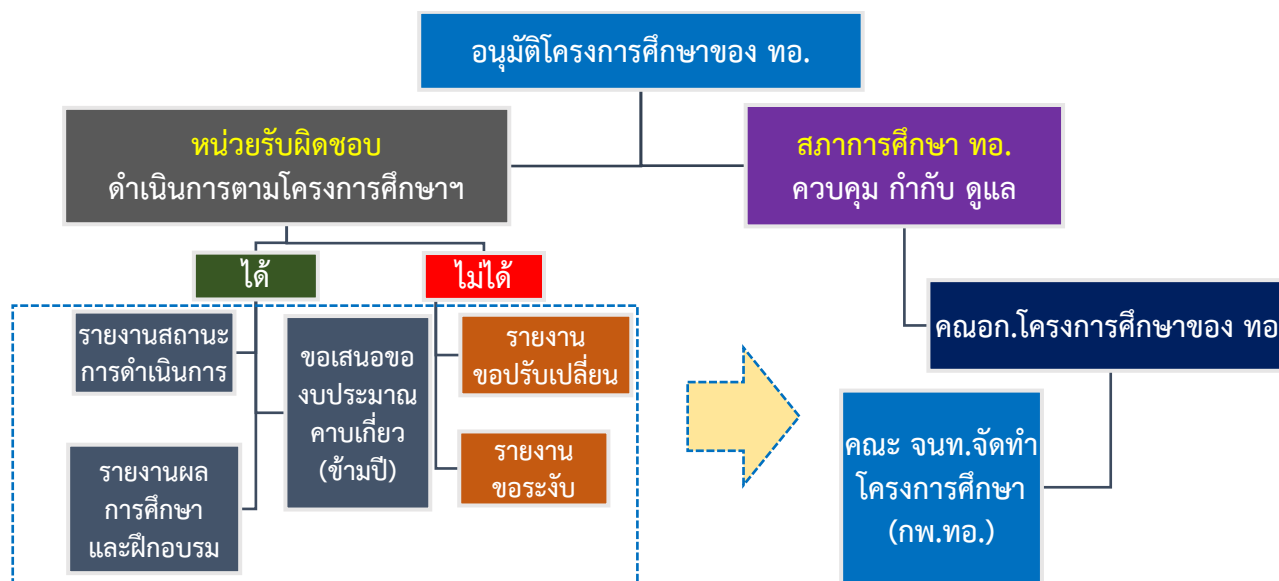 อนุมัติโครงการศึกษาของ ทอ.
หน่วยรับผิดชอบ
ดำเนินการตามโครงการศึกษาฯ
สภาการศึกษา ทอ.
ควบคุม กำกับ ดูแล
ได้
ไม่ได้
รายงานสถานะ
การดำเนินการ
ขอเสนอขอ
งบประมาณ
คาบเกี่ยว
(ข้ามปี)
รายงาน
ขอปรับเปลี่ยน
รายงานผล
การศึกษา
และฝึกอบรม
รายงาน
ขอระงับ
คณอก.โครงการศึกษาของ ทอ
คณะ จนท.จัดทำ
โครงการศึกษา
(กพ.ทอ.)